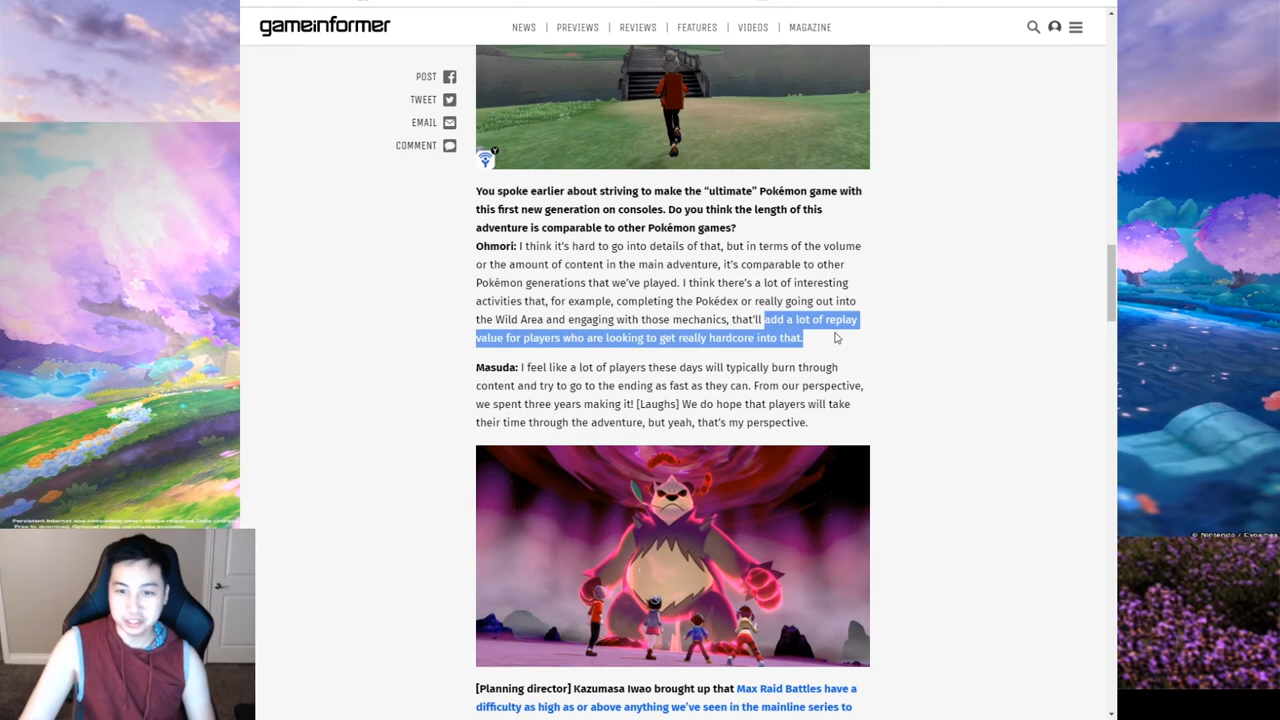 gameinformer
NEWS | PREVIEWS | REVIEWS | FEATURES | VIDEOS | MAGAZINE
POST
TWEET
EMAIL
COMMENT
Y
You spoke earlier about striving to make the “ultimate” Pokémon game with
this first new generation on consoles. Do you think the length of this
adventure is comparable to other Pokémon games?
Ohmori: I think it’s hard to go into details of that, but in terms of the volume
or the amount of content in the main adventure, it’s comparable to other
Pokémon generations that we’ve played. I think there’s a lot of interesting
activities that, for example, completing the Pokédex or really going out into
the Wild Area and engaging with those mechanics, that’ll add a lot of replay
value for players who are looking to get really hardcore into that.
Masuda: I feel like a lot of players these days will typically burn through
content and try to go to the ending as fast as they can. From our perspective,
we spent three years making it! [Laughs] We do hope that players will take
their time through the adventure, but yeah, that’s my perspective.
[Planning director] Kazumasa Iwao brought up that Max Raid Battles have a
difficulty as high as or above anything we’ve seen in the mainline series to
© Nintendo / Cygames